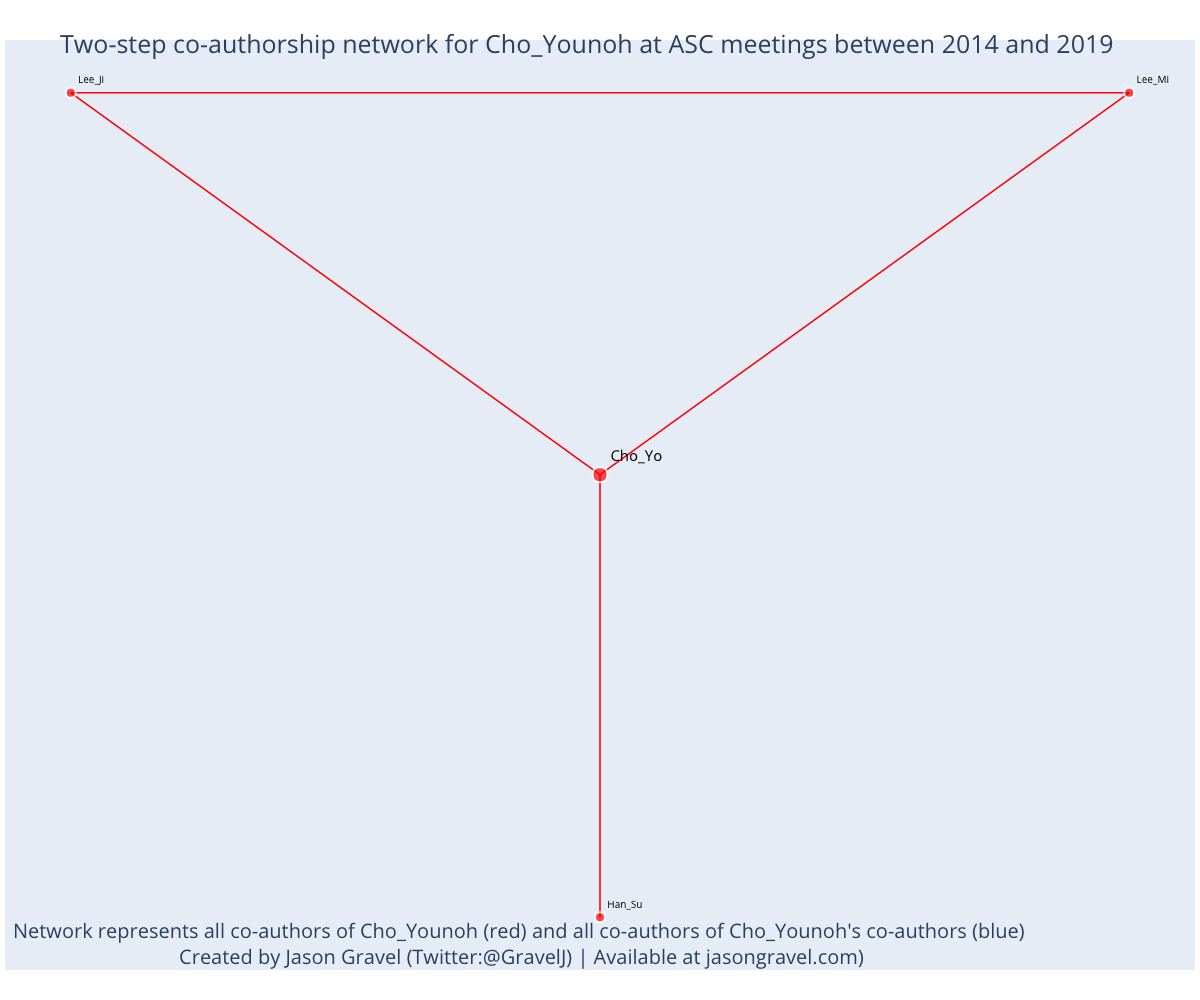 Two-step co-authorship network for Cho_Younoh at ASC meetings between 2014 and 2019
Lee_Ji
Lee_Mi
Cho_Yo
Han_Su
Network represents all co-authors of Cho_Younoh (red) and all co-authors of Cho_Younoh's co-authors (blue)
Created by Jason Gravel (Twitter:@GravelJ) | Available at jasongravel.com)